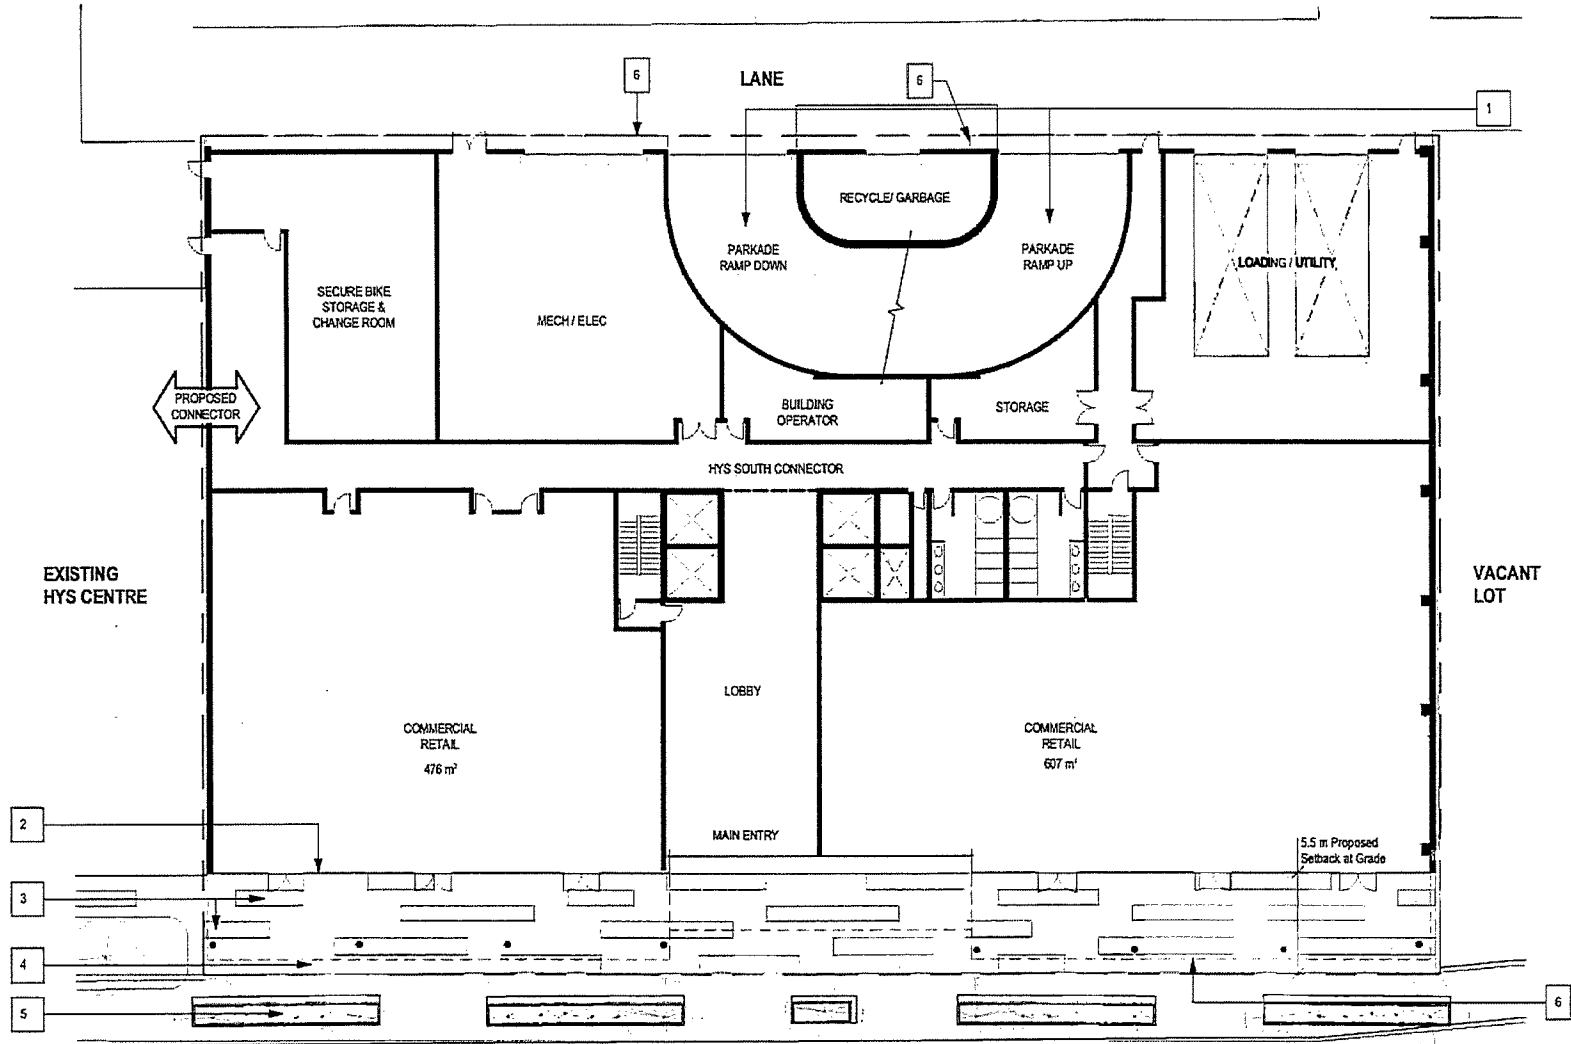 6
LANE
6
1
RECYCLE/ GARBAGE
PARKADE
RAMP DOWN
PARKADE
RAMP UP
LOADING / UTILITY
SECURE BIKE
STORAGE &
CHANGE ROOM
MECH / ELEC
PROPOSED
CONNECTOR
BUILDING
OPERATOR
STORAGE
HYS SOUTH CONNECTOR
EXISTING
HYS CENTRE
VACANT
LOT
LOBBY
COMMERCIAL
RETAIL
476 m²
COMMERCIAL
RETAIL
607 m²
2
MAIN ENTRY
5.5 m Proposed
Setback at Grade
3
4
5
6